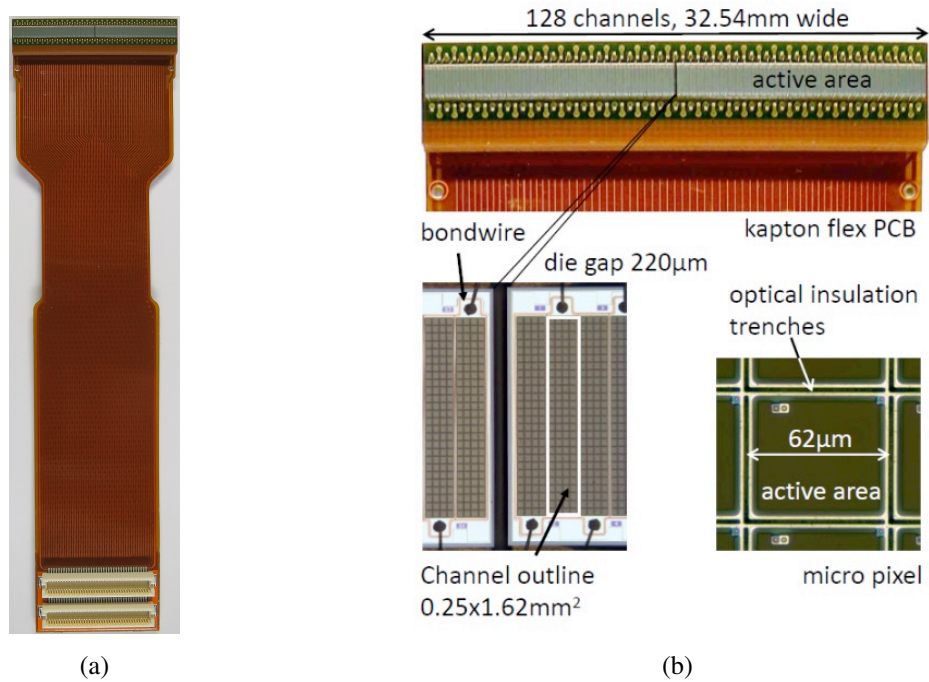 128 channels, 32.54mm wide
active area
kapton flex PCB
bondwire
die gap 220µm
optical insulation
trenches
62µm
active area
Channel outline
0.25x1.62mm²
micro pixel
(a)
(b)